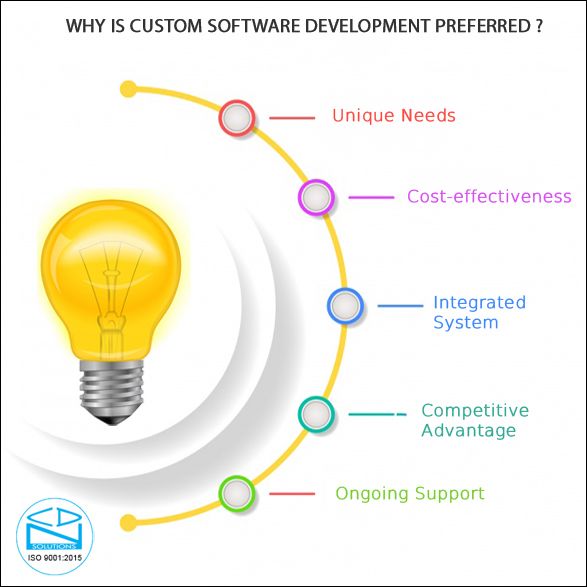 WHY IS CUSTOM SOFTWARE DEVELOPMENT PREFERRED ?
Unique Needs
Cost-effectiveness
Integrated
System
Competitive
Advantage
Ongoing Support
CDN
SOLUTIONS
ISO 9001:2015